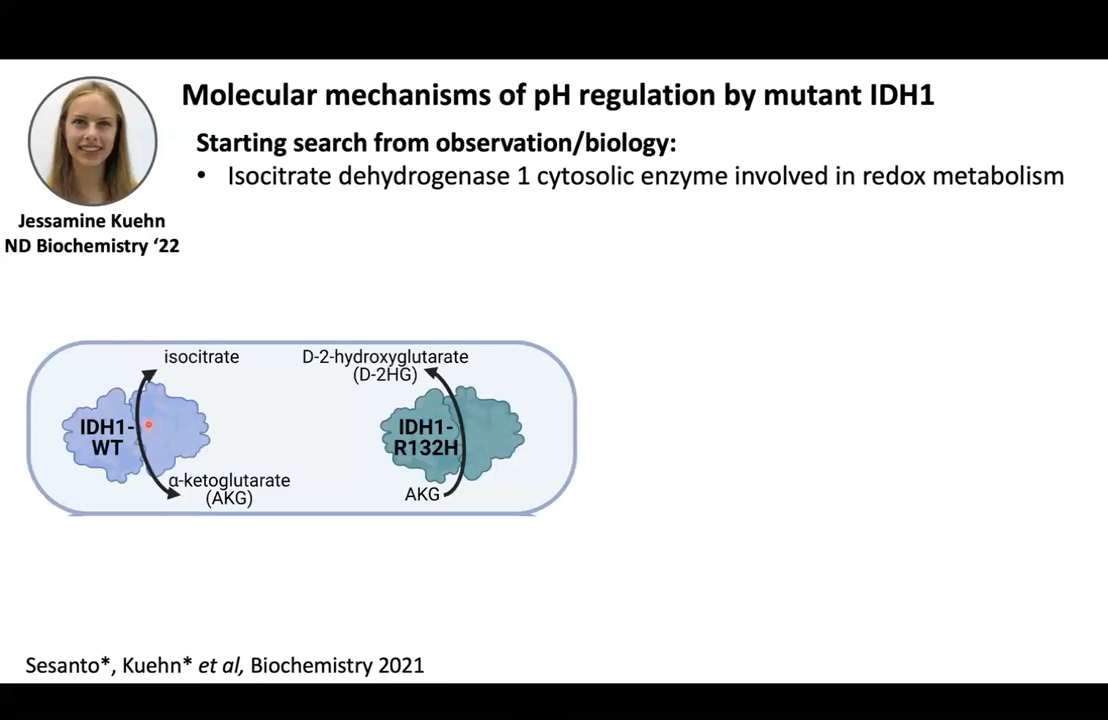 Molecular mechanisms of pH regulation by mutant IDH1
Starting search from observation/biology:
• Isocitrate dehydrogenase 1 cytosolic enzyme involved in redox metabolism
Jessamine Kuehn
ND Biochemistry ‘22
isocitrate
IDH1-
WT
α-ketoglutarate
(AKG)
D-2-hydroxyglutarate
(D-2HG)
IDH1-
R132H
AKG
Sesanto*, Kuehn* et al, Biochemistry 2021